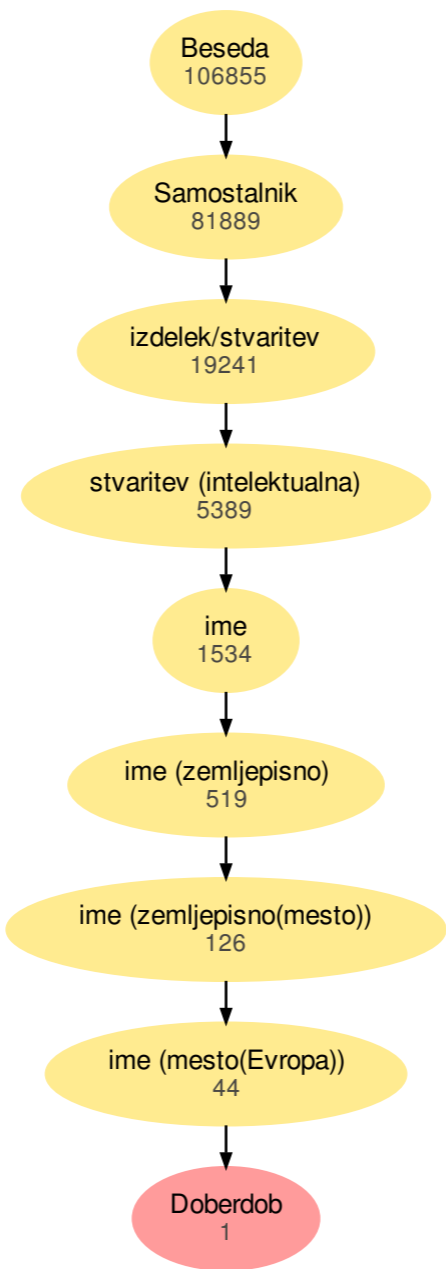 Beseda
106855
Samostalnik
81889
izdelek/stvaritev
19241
stvaritev (intelektualna)
5389
ime
1534
ime (zemljepisno)
519
ime (zemljepisno(mesto))
126
ime (mesto(Evropa))
44
Doberdob
1